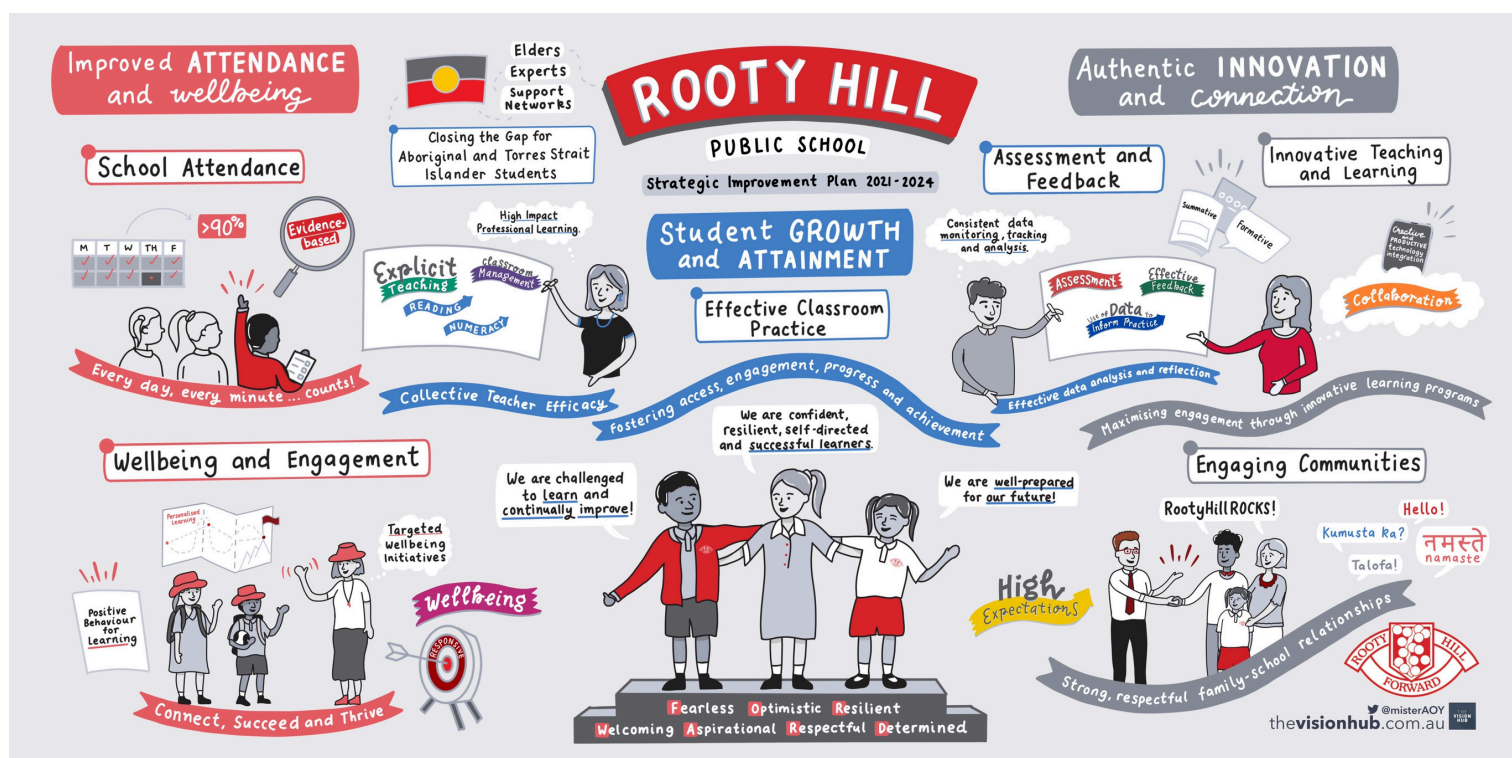 Improved ATTENDANCE
and wellbeing
School Attendance
M T W TH F
>90%
Evidence-
based
Every day, every minute... counts!
Elders
Experts
Support
Networks
Closing the Gap for
Aboriginal and Torres Strait
Islander Students
High Impact
Professional Learning.
Explicit
Teaching
Classroom
Management
READING
NUMERACY
Collective Teacher Efficacy
ROOTY HILL
PUBLIC SCHOOL
Strategic Improvement Plan 2021-2024
Student GROWTH
and ATTAINMENT
Effective Classroom
Practice
Fostering access, engagement, progress and achievement
Authentic INNOVATION
and connection
Assessment and
Feedback
Consistent data
monitoring, tracking
and analysis.
Assessment
Effective
Feedback
Use of Data to
Inform Practice
Effective data analysis and reflection
Summative
Formative
Innovative Teaching
and Learning
Creative
and
PRODUCTIVE
technology
integration
Collaboration
Maximising engagement through innovative learning programs
Wellbeing and Engagement
Personalised
Learning
Positive
Behaviour
for
Learning
Targeted
Wellbeing
Initiatives
Wellbeing
RESPONSIVE
Connect, Succeed and Thrive
We are challenged
to learn and
continually improve!
We are confident,
resilient, self-directed
and successful learners.
We are well-prepared
for our future!
Fearless Optimistic Resilient
Welcoming Aspirational Respectful Determined
High
Expectations
Engaging Communities
RootyHillROCKS!
Hello!
Kumusta ka?
नमस्ते
namaste
Talofa!
Strong, respectful family-school relationships
ROOTY HILL
FORWARD
@misterAOY
thevisionhub.com.au
THE
VISION
HUB